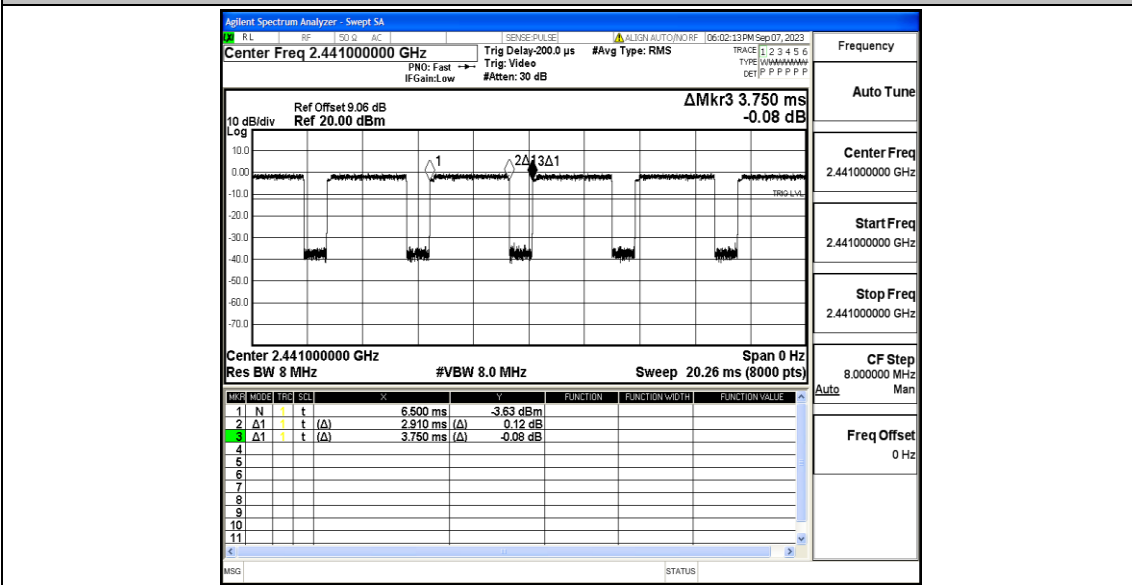 Agilent Spectrum Analyzer - Swept SA
RL RF 50 Ω AC SENSE:PULSE ALIGN AUTO/NO RF 06:02:13 PM Sep 07, 2023
Center Freq 2.441000000 GHz
PNO: Fast
IFGain:Low
Trig Delay-200.0 µs
Trig: Video
#Atten: 30 dB
#Avg Type: RMS
TRACE 1 2 3 4 5 6
TYPE WWWWWW
DET P P P P P P
Frequency
Auto Tune
Center Freq
2.441000000 GHz
Start Freq
2.441000000 GHz
Stop Freq
2.441000000 GHz
CF Step
8.000000 MHz
Auto Man
Freq Offset
0 Hz
ΔMkr3 3.750 ms
-0.08 dB
Ref Offset 9.06 dB
10 dB/div Ref 20.00 dBm
Log
10.0
0.00
-10.0
-20.0
-30.0
-40.0
-50.0
-60.0
-70.0
1
2Δ13Δ1
TRIG LVL
Center 2.441000000 GHz Span 0 Hz
Res BW 8 MHz #VBW 8.0 MHz Sweep 20.26 ms (8000 pts)
MKR MODE TRC SCL X Y FUNCTION FUNCTION WIDTH FUNCTION VALUE
1 N 1 t 6.500 ms -3.63 dBm
2 Δ1 1 t (Δ) 2.910 ms (Δ) 0.12 dB
3 Δ1 1 t (Δ) 3.750 ms (Δ) -0.08 dB
4
5
6
7
8
9
10
11
MSG STATUS